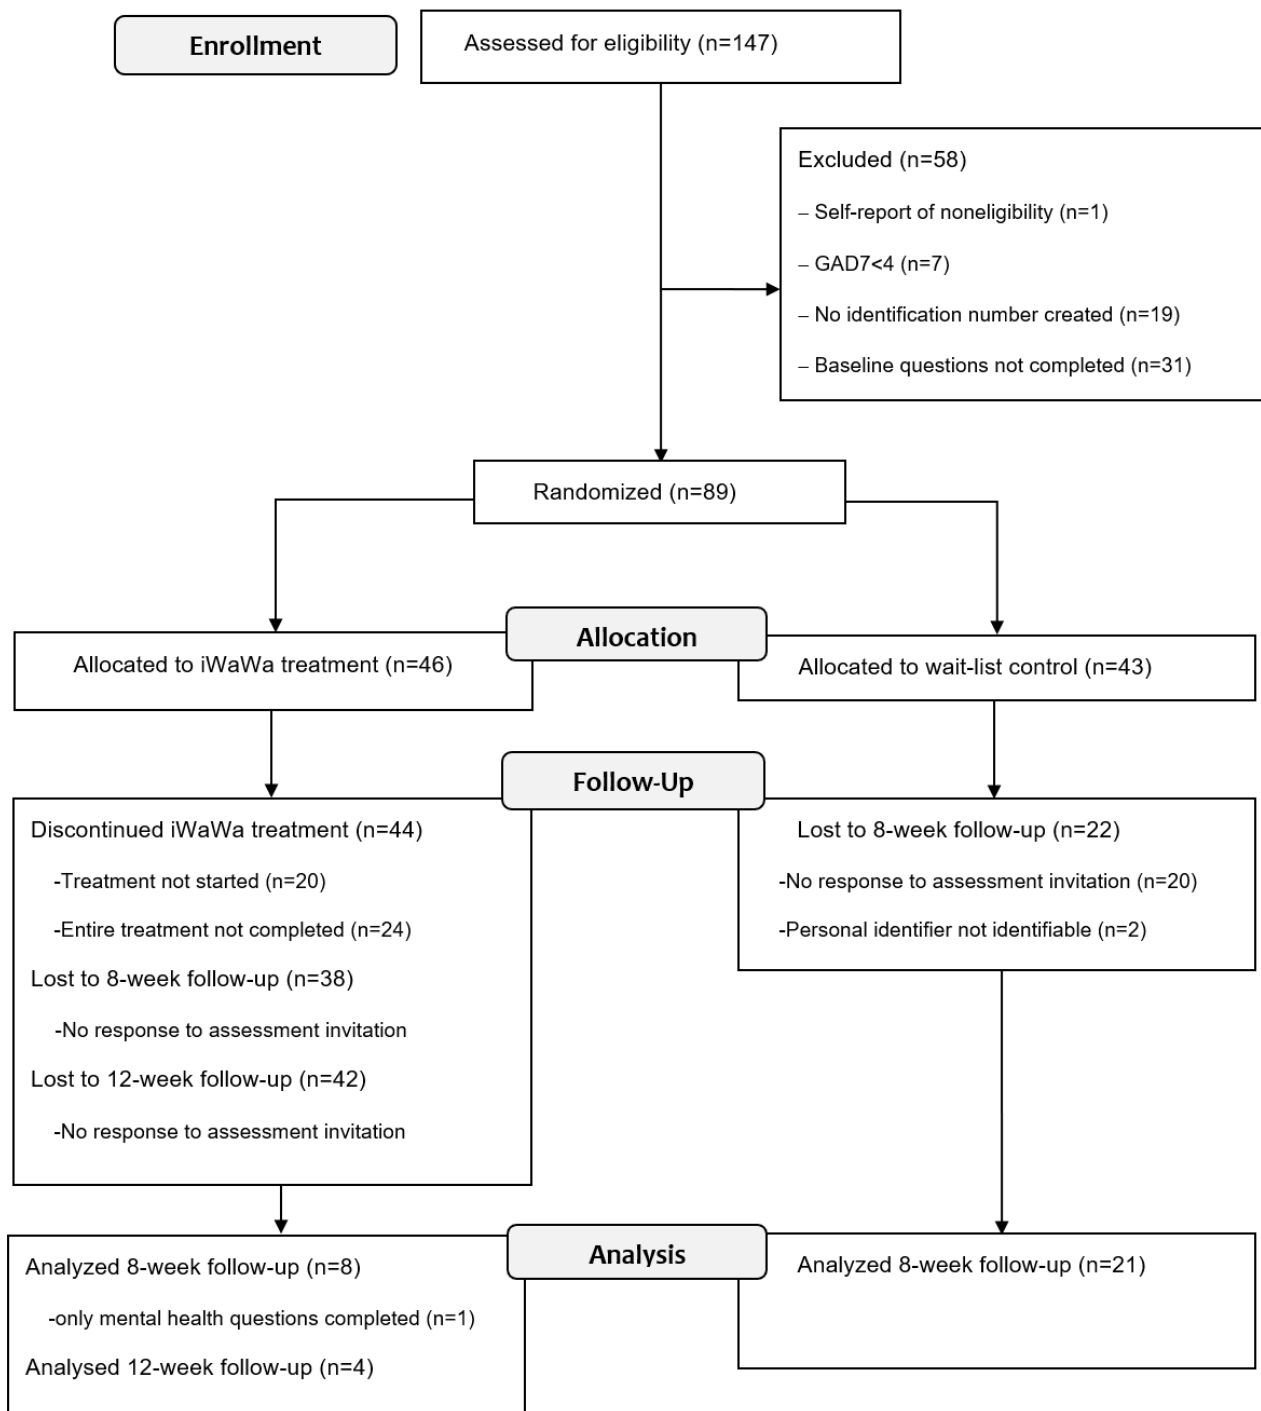 Enrollment
Assessed for eligibility (n=147)
Excluded (n=58)
– Self-report of noneligibility (n=1)
– GAD7<4 (n=7)
– No identification number created (n=19)
– Baseline questions not completed (n=31)
Randomized (n=89)
Allocation
Allocated to iWaWa treatment (n=46)
Allocated to wait-list control (n=43)
Follow-Up
Discontinued iWaWa treatment (n=44)
-Treatment not started (n=20)
-Entire treatment not completed (n=24)
Lost to 8-week follow-up (n=38)
-No response to assessment invitation
Lost to 12-week follow-up (n=42)
-No response to assessment invitation
Lost to 8-week follow-up (n=22)
-No response to assessment invitation (n=20)
-Personal identifier not identifiable (n=2)
Analysis
Analyzed 8-week follow-up (n=8)
-only mental health questions completed (n=1)
Analysed 12-week follow-up (n=4)
Analyzed 8-week follow-up (n=21)